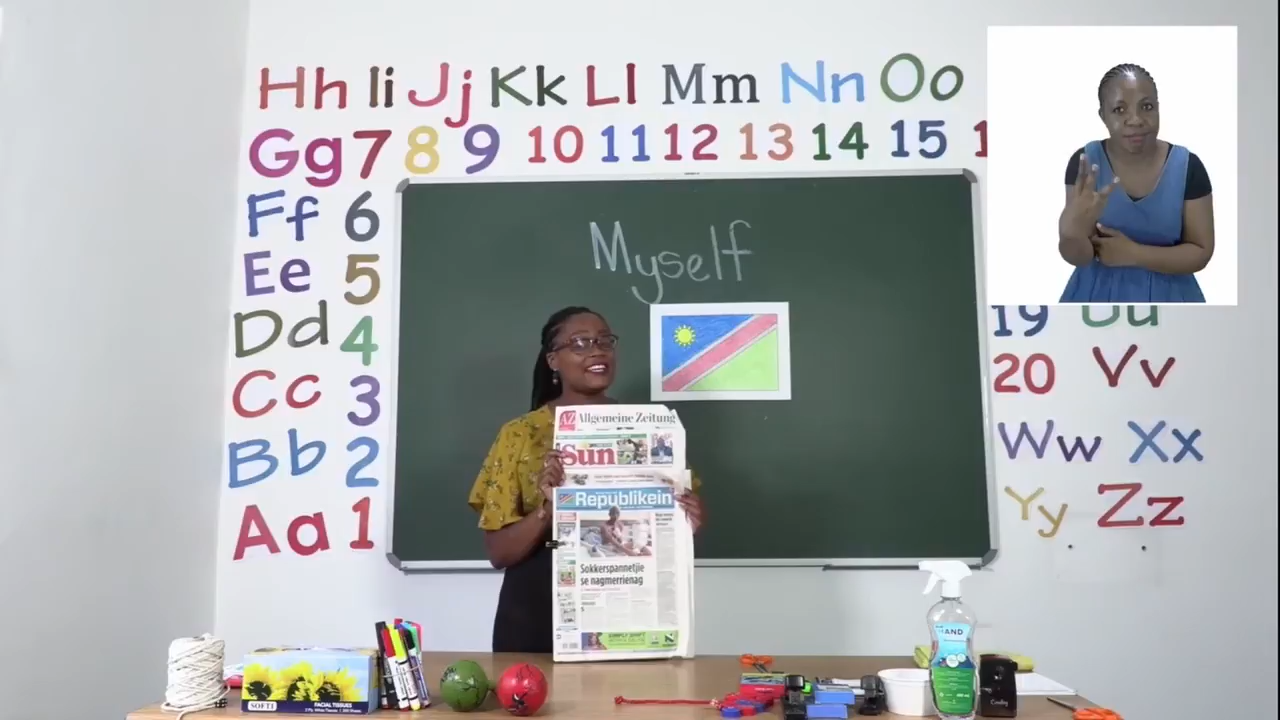 Hh Ii Jj Kk Ll Mm Nn Oo
Gg 7 8 9 10 11 12 13 14 15
Ff 6
Ee 5
Dd 4
Cc 3
Bb 2
Aa 1
19 Uu
20 Vv
Ww Xx
Yy Zz
Myself
AZ Allgemeine Zeitung
Sun
Republikein
Sokkerspannetjie
se nagmerrienag
SOFTI
FACIAL TISSUES
HAND